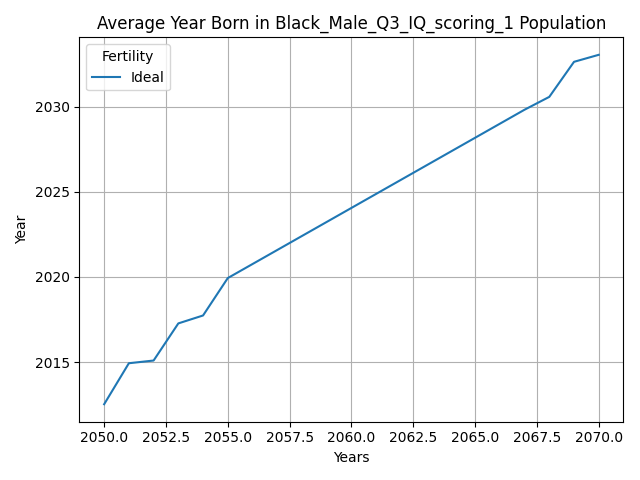 Average Year Born in Black_Male_Q3_IQ_scoring_1 Population
Fertility
Ideal
2030
2025
2020
2015
Year
2050.0 2052.5 2055.0 2057.5 2060.0 2062.5 2065.0 2067.5 2070.0
Years